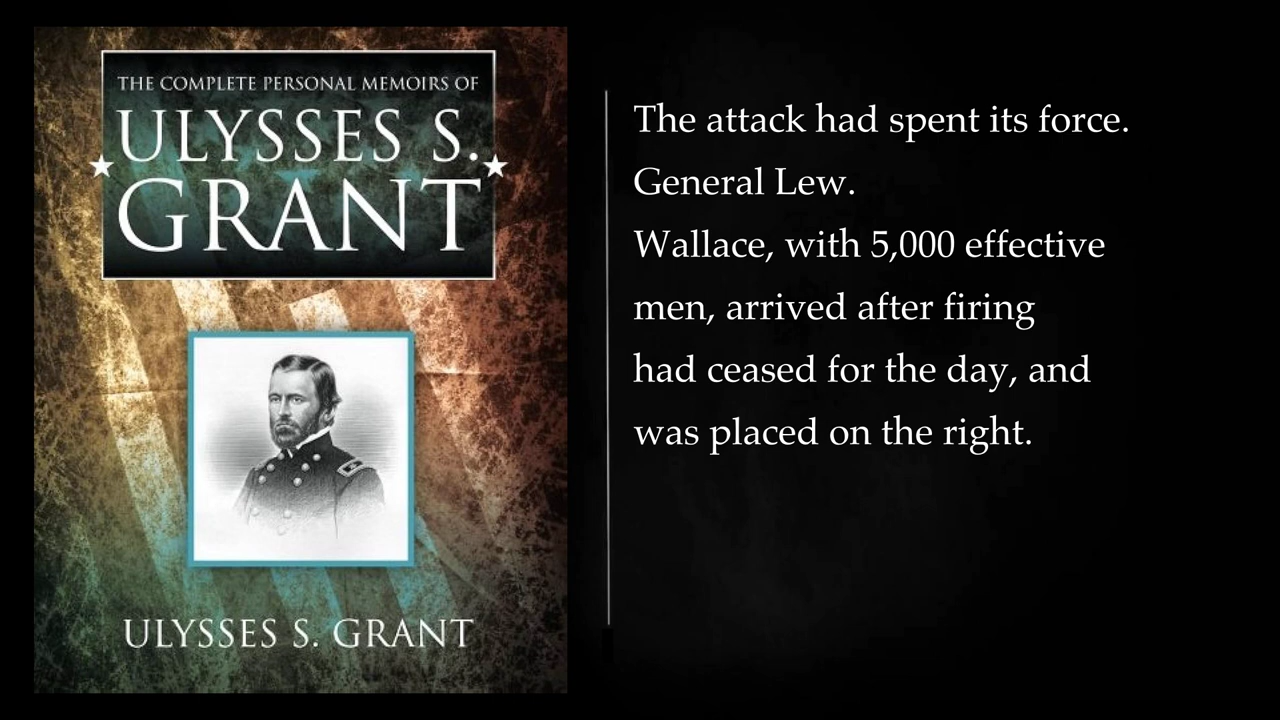 THE COMPLETE PERSONAL MEMOIRS OF
ULYSSES S.
GRANT
ULYSSES S. GRANT
The attack had spent its force.
General Lew.
Wallace, with 5,000 effective
men, arrived after firing
had ceased for the day, and
was placed on the right.